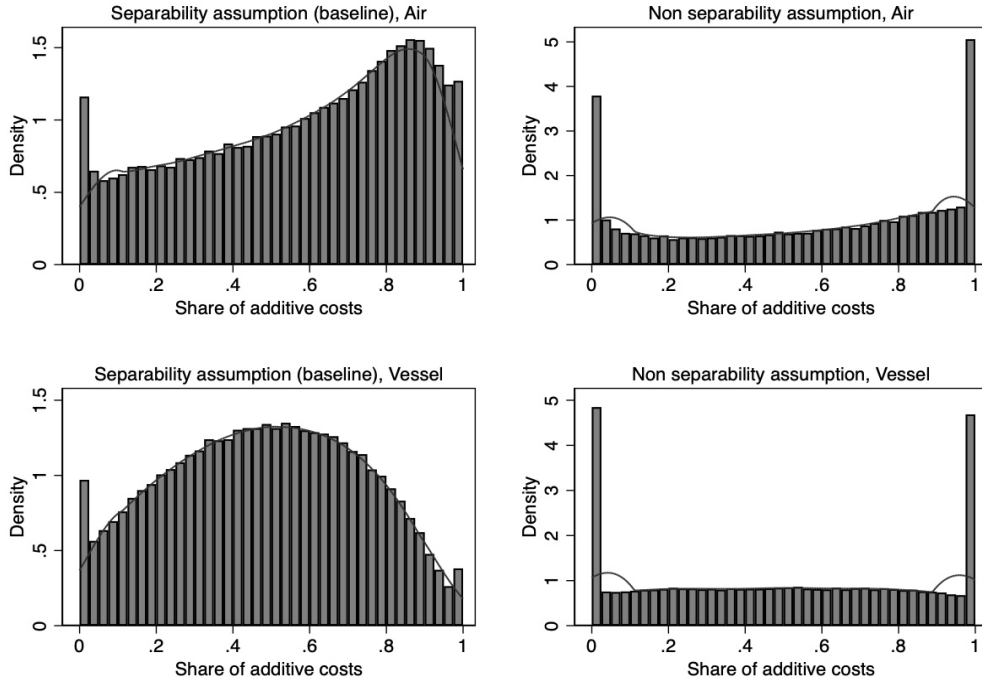 Separability assumption (baseline), Air
Density
1.5
1
.5
0
0 .2 .4 .6 .8 1
Share of additive costs
Non separability assumption, Air
Density
5
4
3
2
1
0
0 .2 .4 .6 .8 1
Share of additive costs
Separability assumption (baseline), Vessel
Density
1.5
1
.5
0
0 .2 .4 .6 .8 1
Share of additive costs
Non separability assumption, Vessel
Density
5
4
3
2
1
0
0 .2 .4 .6 .8 1
Share of additive costs